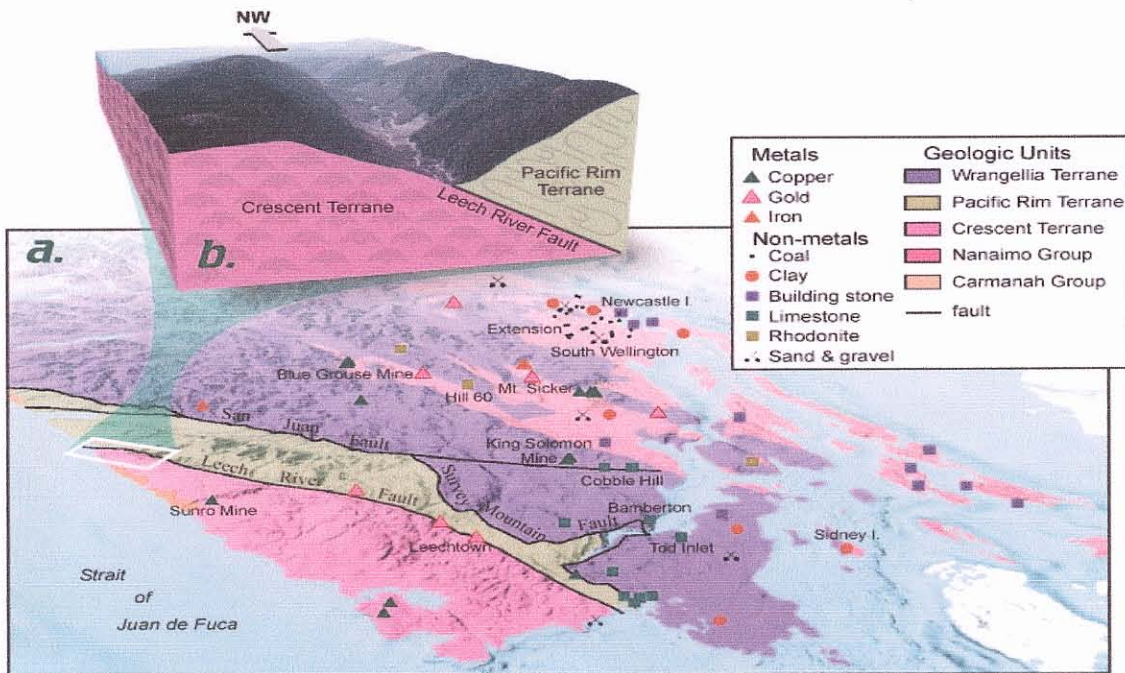 NW
Pacific Rim
Terrane
Crescent Terrane
Leech River Fault
a.
b.
Metals
Copper
Gold
Iron
Non-metals
Coal
Clay
Building stone
Limestone
Rhodonite
Sand & gravel
Geologic Units
Wrangellia Terrane
Pacific Rim Terrane
Crescent Terrane
Nanaimo Group
Carmanah Group
fault
Newcastle I.
Extension
South Wellington
Blue Grouse Mine
Mt. Sicker
Hill 60
San Juan Fault
King Solomon
Mine
Cobble Hill
Leech River Fault
Survey Mountain Fault
Sunro Mine
Bamberton
Leechtown
Tod Inlet
Sidney I.
Strait
of
Juan de Fuca